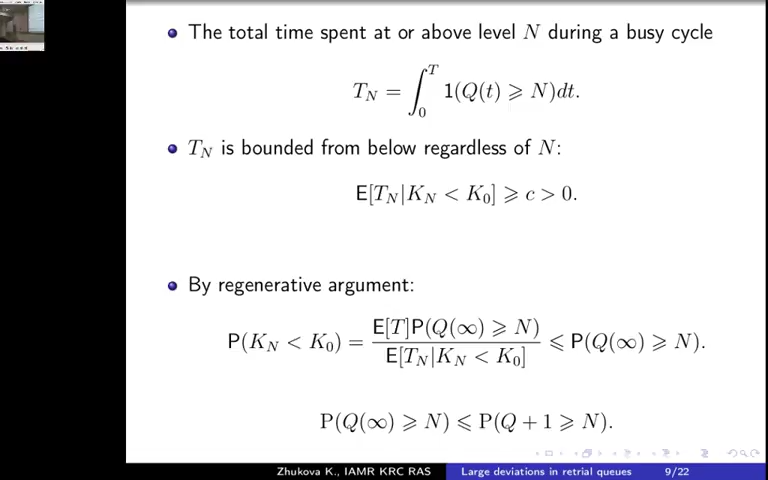 The total time spent at or above level N during a busy cycle
T_N = ∫_0^T 1(Q(t) ⩾ N)dt.
T_N is bounded from below regardless of N:
E[T_N|K_N < K_0] ⩾ c > 0.
By regenerative argument:
P(K_N < K_0) = E[T]P(Q(∞) ⩾ N) / E[T_N|K_N < K_0] ⩽ P(Q(∞) ⩾ N).
P(Q(∞) ⩾ N) ⩽ P(Q + 1 ⩾ N).
Zhukova K., IAMR KRC RAS Large deviations in retrial queues 9/22